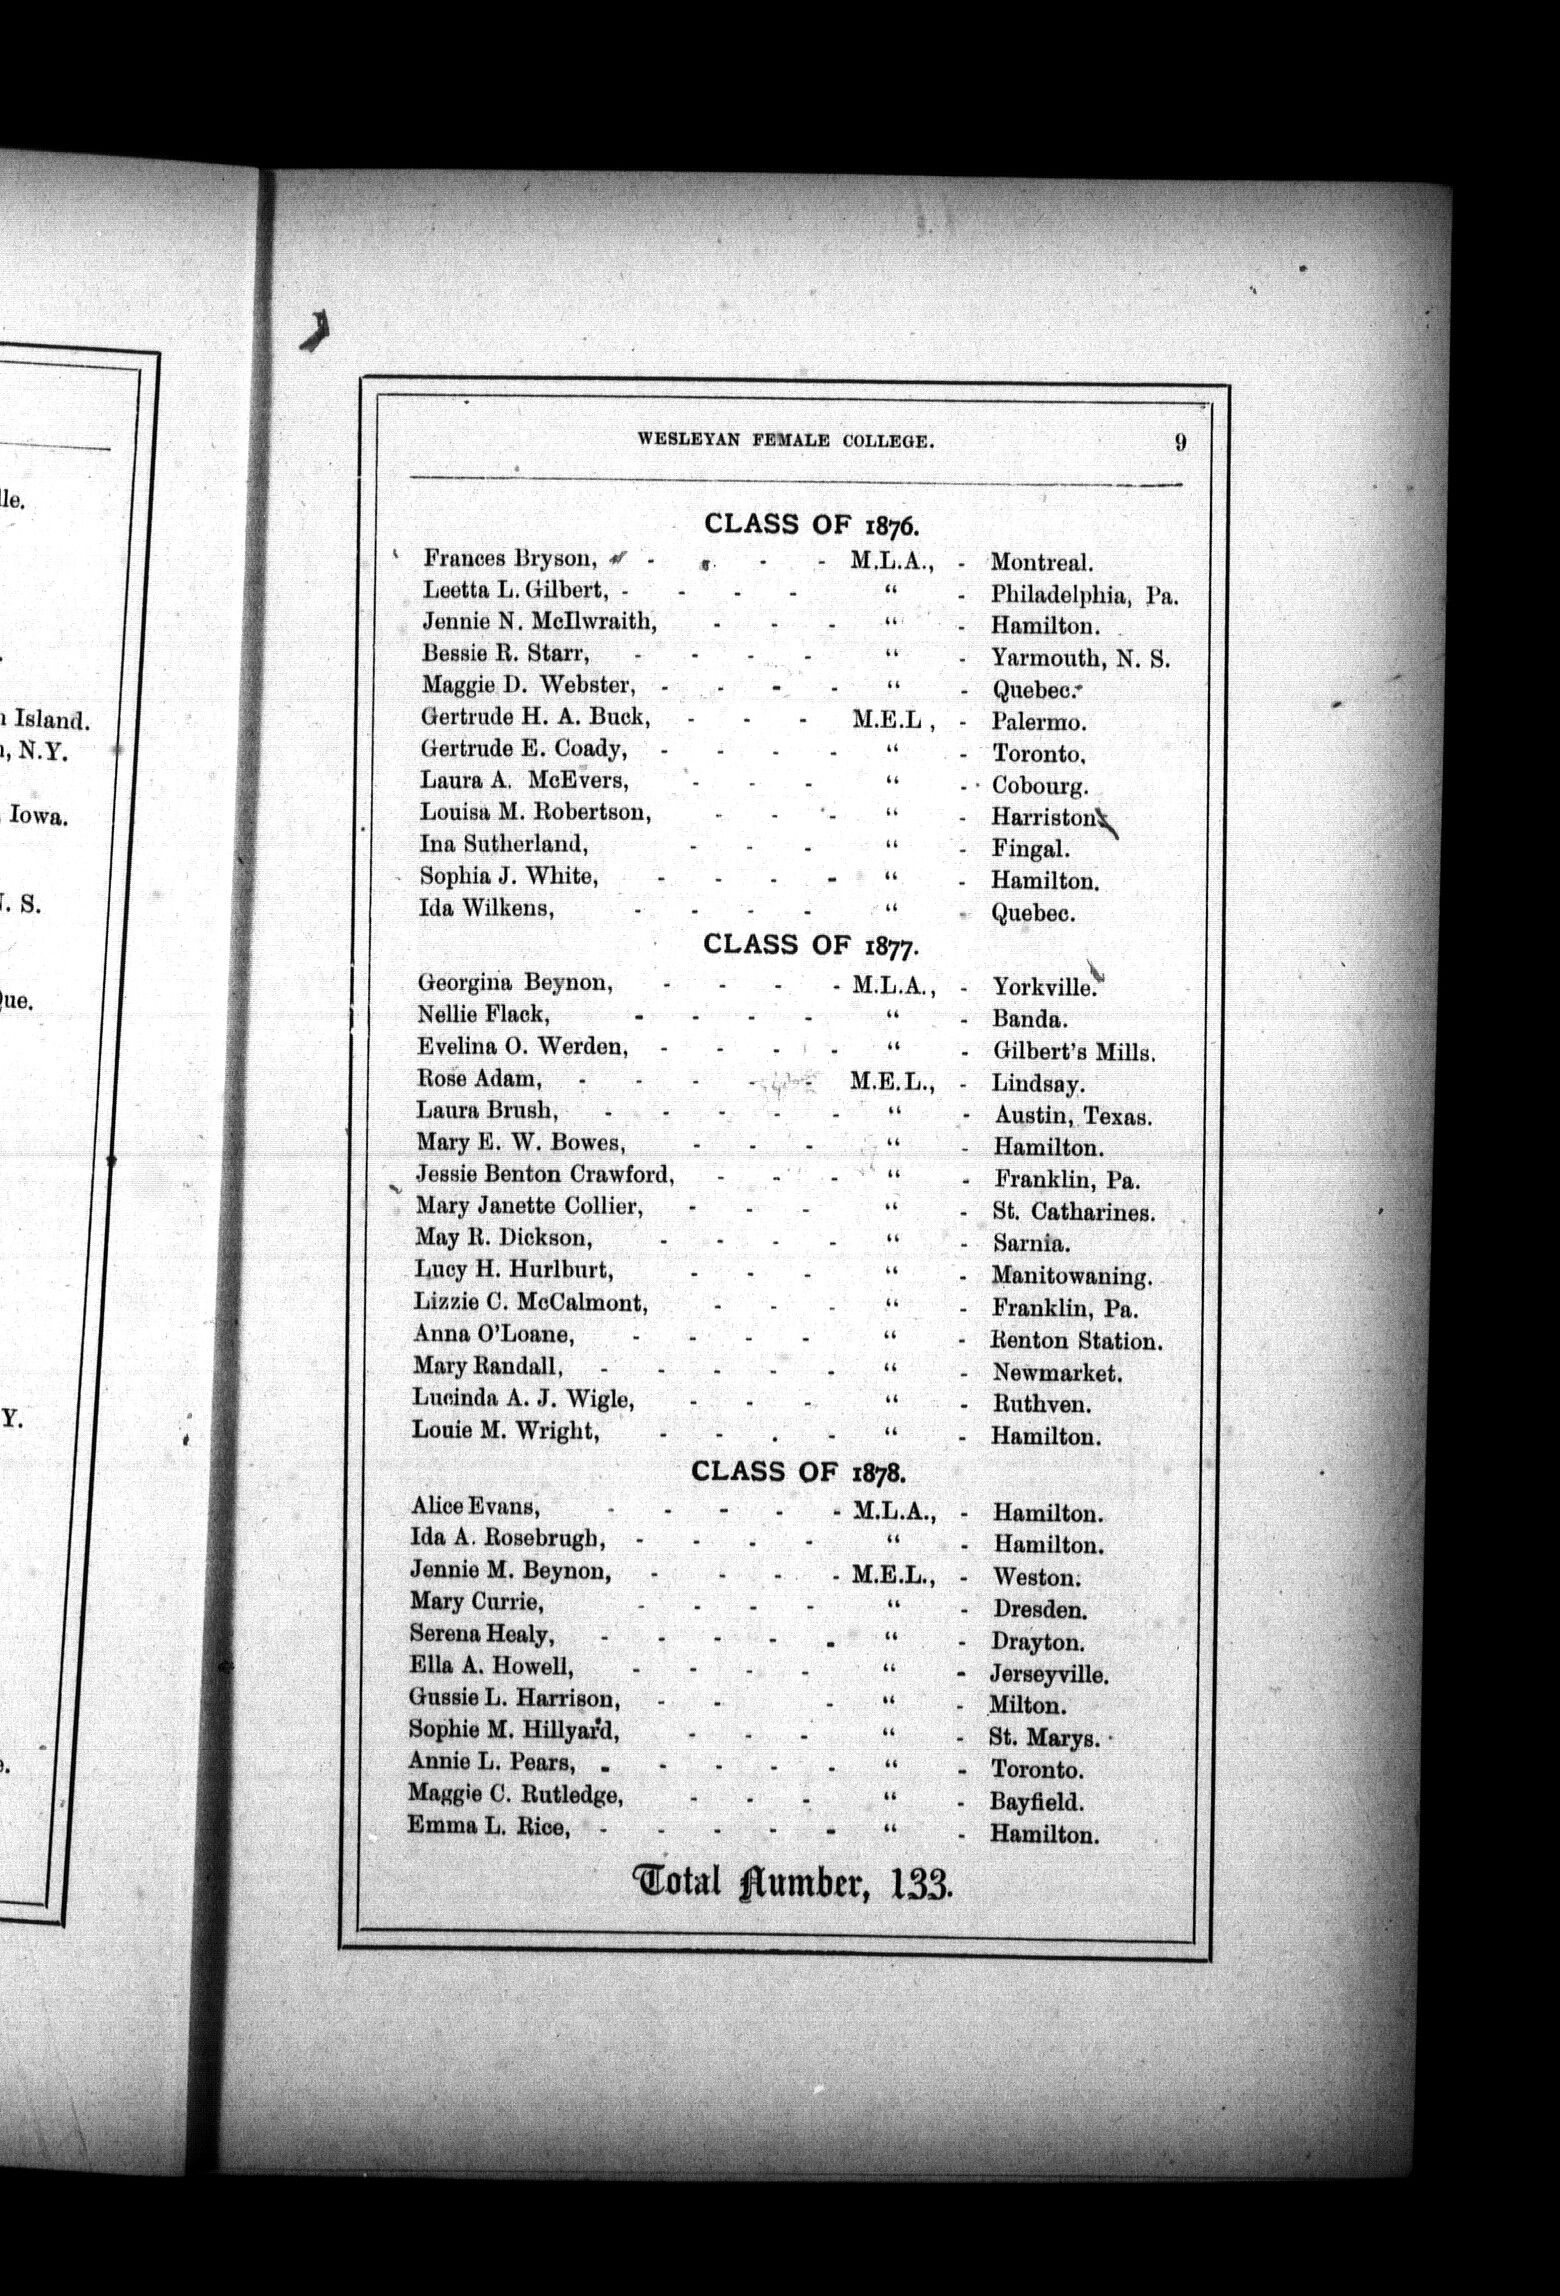 lle.
Island.
N.Y.
Iowa.
S.
Que.
Y.
WESLEYAN FEMALE COLLEGE. 9
CLASS OF 1876.
Frances Bryson, - - - - M.L.A., - Montreal.
Leetta L. Gilbert, - - - - “ - Philadelphia, Pa.
Jennie N. McIlwraith, - - - “ - Hamilton.
Bessie R. Starr, - - - - “ - Yarmouth, N. S.
Maggie D. Webster, - - - - “ - Quebec.
Gertrude H. A. Buck, - - - M.E.L , - Palermo.
Gertrude E. Coady, - - - - “ - Toronto.
Laura A. McEvers, - - - “ - Cobourg.
Louisa M. Robertson, - - - “ - Harriston.
Ina Sutherland, - - - “ - Fingal.
Sophia J. White, - - - - “ - Hamilton.
Ida Wilkens, - - - - “ - Quebec.
CLASS OF 1877.
Georgina Beynon, - - - - M.L.A., - Yorkville.
Nellie Flack, - - - - “ - Banda.
Evelina O. Werden, - - - - “ - Gilbert's Mills.
Rose Adam, - - - - - M.E.L., - Lindsay.
Laura Brush, - - - - - “ - Austin, Texas.
Mary E. W. Bowes, - - - “ - Hamilton.
Jessie Benton Crawford, - - - “ - Franklin, Pa.
Mary Janette Collier, - - - “ - St. Catharines.
May R. Dickson, - - - - “ - Sarnia.
Lucy H. Hurlburt, - - - “ - Manitowaning.
Lizzie C. McCalmont, - - - “ - Franklin, Pa.
Anna O'Loane, - - - - “ - Renton Station.
Mary Randall, - - - - - “ - Newmarket.
Lucinda A. J. Wigle, - - - “ - Ruthven.
Louie M. Wright, - - . - “ - Hamilton.
CLASS OF 1878.
Alice Evans, - - - - - M.L.A., - Hamilton.
Ida A. Rosebrugh, - - - - “ - Hamilton.
Jennie M. Beynon, - - - - M.E.L., - Weston.
Mary Currie, - - - - “ - Dresden.
Serena Healy, - - - - - “ - Drayton.
Ella A. Howell, - - - - “ - Jerseyville.
Gussie L. Harrison, - - - “ - Milton.
Sophie M. Hillyard, - - - “ - St. Marys.
Annie L. Pears, - - - - - “ - Toronto.
Maggie C. Rutledge, - - - “ - Bayfield.
Emma L. Rice, - - - - - “ - Hamilton.
Total Number, 133.